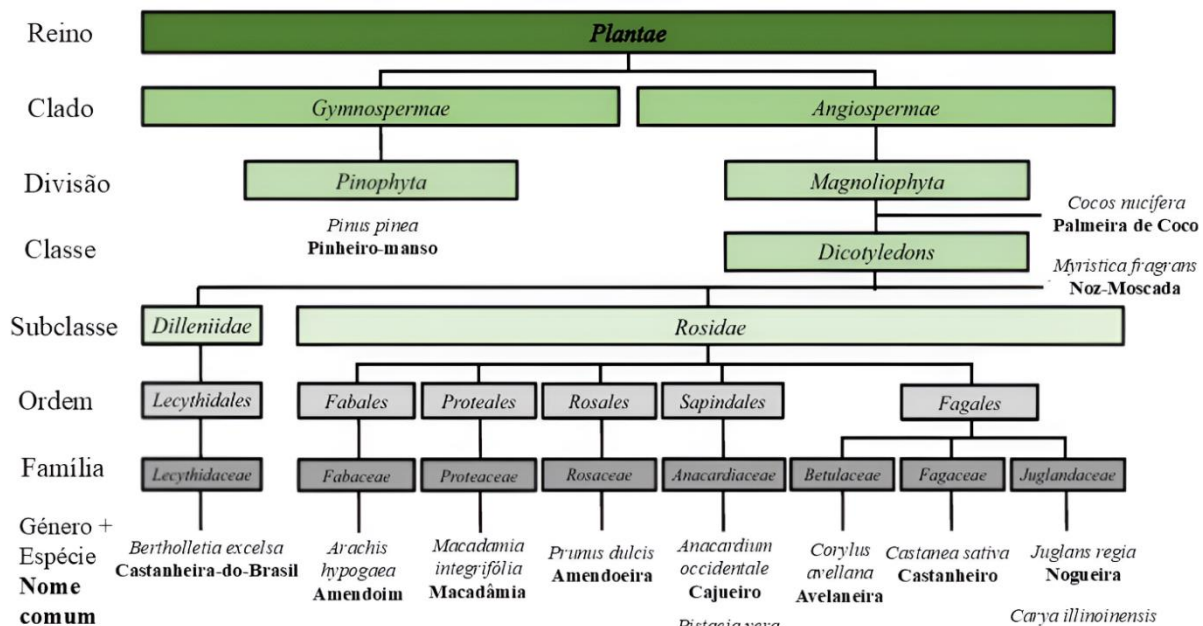 Reino
Plantae
Clado
Gymnospermae
Angiospermae
Divisão
Pinophyta
Magnoliophyta
Pinus pinea
Pinheiro-manso
Cocos nucífera
Palmeira de Coco
Classe
Dicotyledons
Myristica fragrans
Noz-Moscada
Subclasse
Dilleniidae
Rosidae
Ordem
Lecythidales
Fabales
Proteales
Rosales
Sapindales
Fagales
Família
Lecythidaceae
Fabaceae
Proteaceae
Rosaceae
Anacardiaceae
Betulaceae
Fagaceae
Juglandaceae
Género +
Espécie
Nome
comum
Bertholletia excelsa
Castanheira-do-Brasil
Arachis
hypogaea
Amendoim
Macadamia
integrifólia
Macadâmia
Prunus dulcis
Amendoeira
Anacardium
occidentale
Cajueiro
Pistacia vera
Corylus
avellana
Avelaneira
Castanea sativa
Castanheiro
Juglans regia
Nogueira
Carya illinoinensis